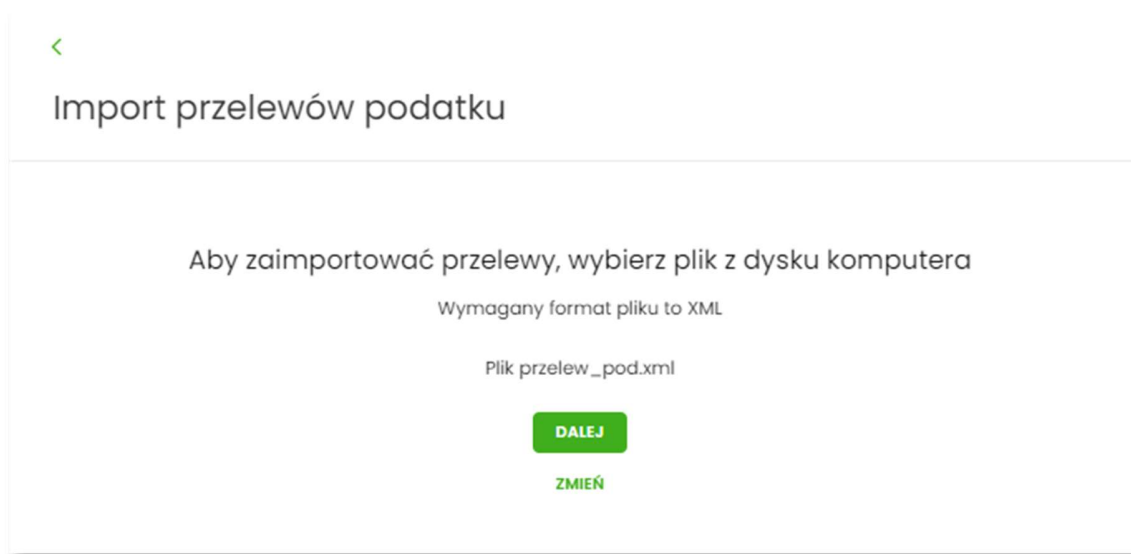 Import przelewów podatku
Aby zaimportować przelewy, wybierz plik z dysku komputera
Wymagany format pliku to XML
Plik przelew_pod.xml
DALEJ
ZMIEŃ